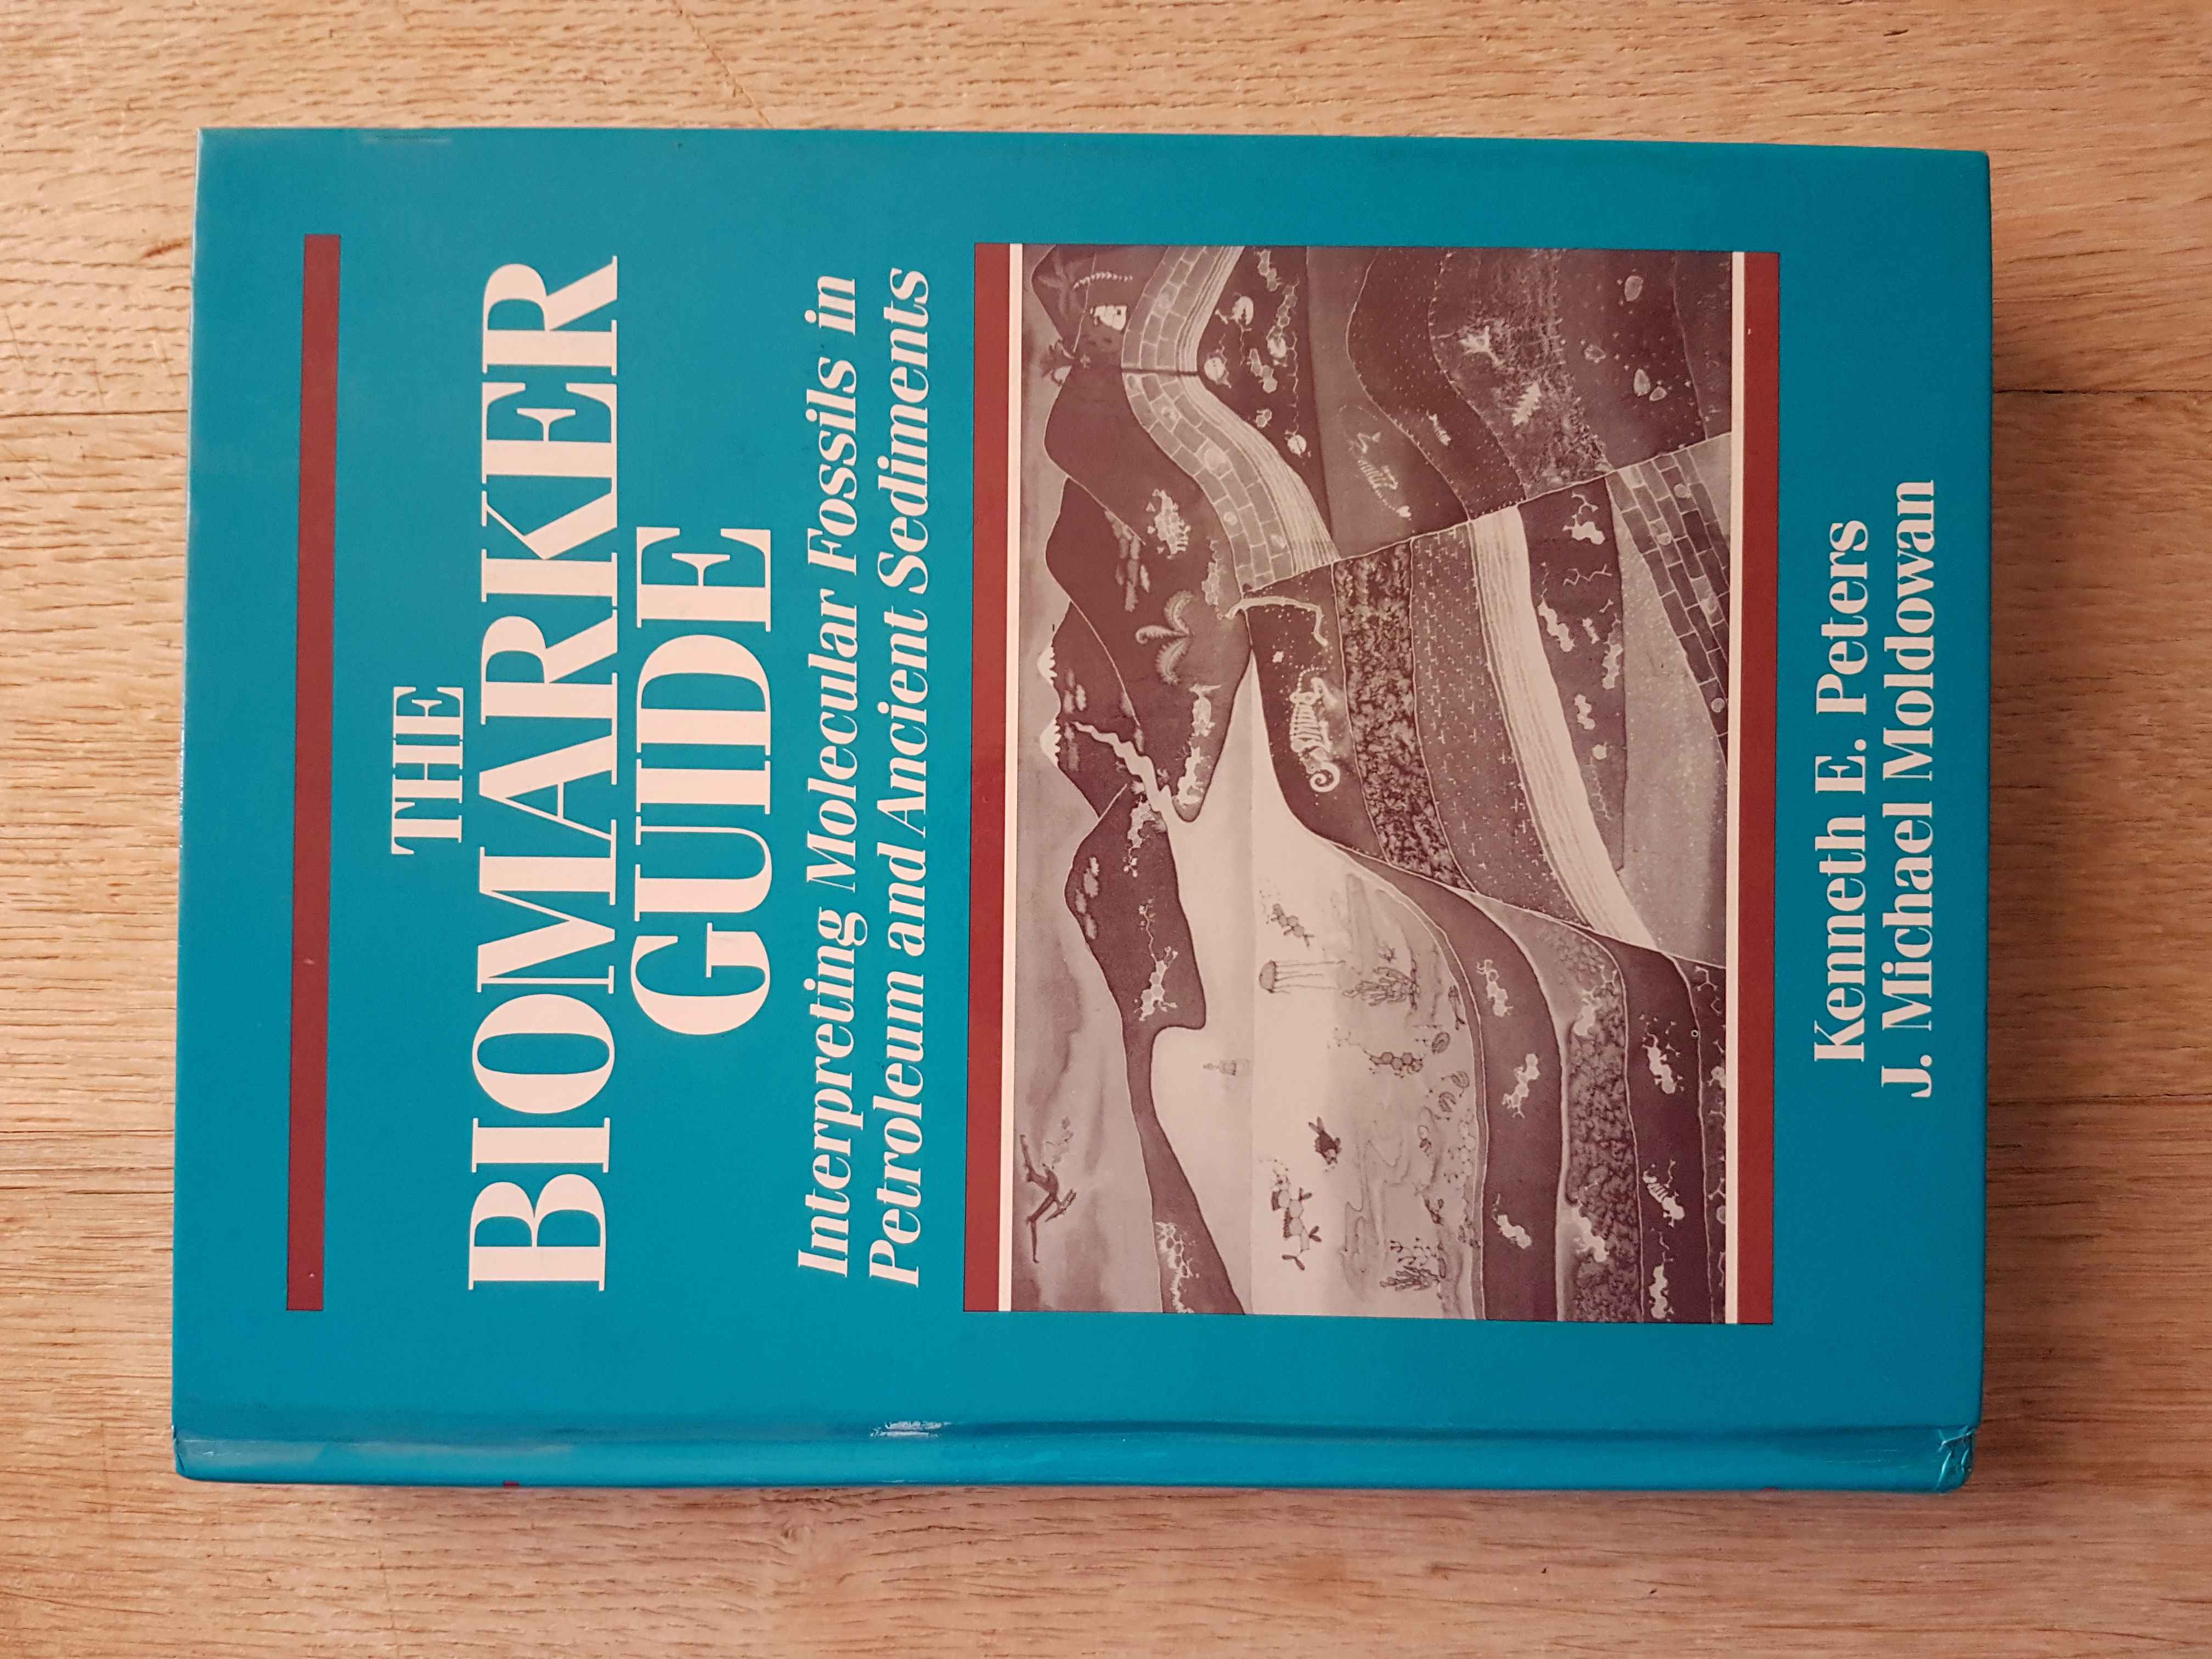 THE
BIOMARKER
GUIDE
Interpreting Molecular Fossils in
Petroleum and Ancient Sediments
Kenneth E. Peters
J. Michael Moldowan